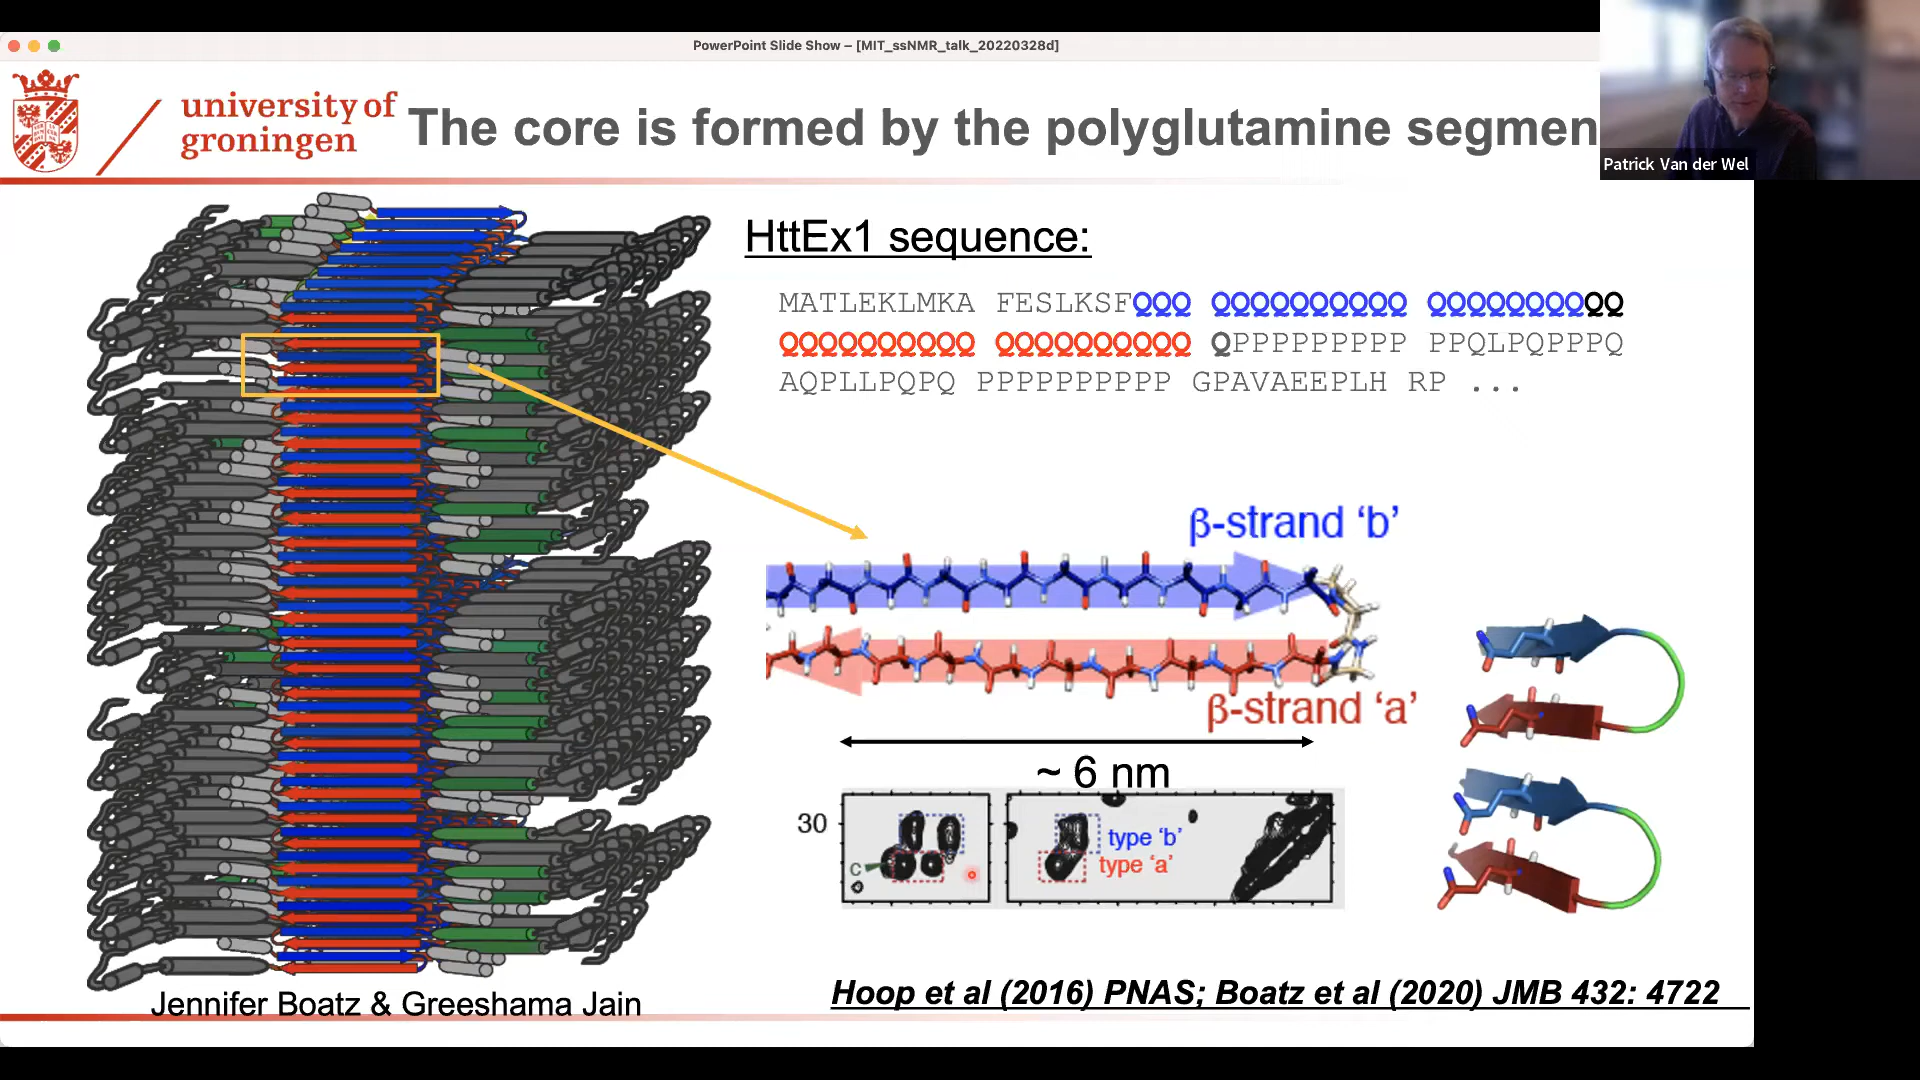 PowerPoint Slide Show – [MIT_ssNMR_talk_20220328d]
university of
groningen
The core is formed by the polyglutamine segmen
Patrick Van der Wel
HttEx1 sequence:
MATLEKLMKA FESLKSFQQQ QQQQQQQQQQ QQQQQQQQQQ
QQQQQQQQQQ QQQQQQQQQQ QPPPPPPPPP PPQLPQPPPQ
AQPLLPQPQ PPPPPPPPPP GPAVAEEPLH RP ...
β-strand ‘b’
β-strand ‘a’
~ 6 nm
30
type ‘b’
type ‘a’
C
Jennifer Boatz & Greeshama Jain
Hoop et al (2016) PNAS; Boatz et al (2020) JMB 432: 4722